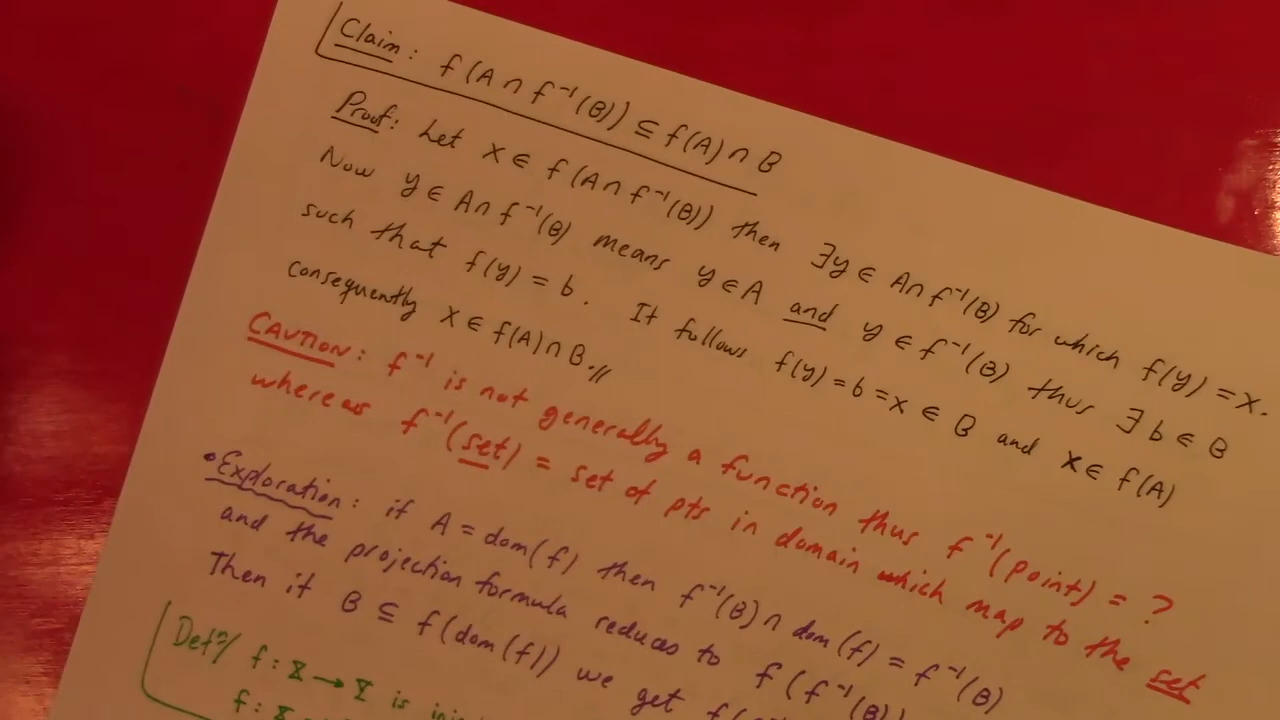 Claim: f(A ∩ f⁻¹(B)) ⊆ f(A) ∩ B
Proof: Let x ∈ f(A ∩ f⁻¹(B)) then ∃y ∈ A ∩ f⁻¹(B) for which f(y) = x.
Now y ∈ A ∩ f⁻¹(B) means y ∈ A and y ∈ f⁻¹(B) thus ∃ b ∈ B
such that f(y) = b. It follows f(y) = b = x ∈ B and x ∈ f(A)
consequently x ∈ f(A) ∩ B.//
CAUTION: f⁻¹ is not generally a function thus f⁻¹(point) = ?
whereas f⁻¹(set) = set of pts in domain which map to the set
• Exploration: if A = dom(f) then f⁻¹(B) ∩ dom(f) = f⁻¹(B)
and the projection formula reduces to f(f⁻¹(B))
Then if B ⊆ f(dom(f)) we get
Defⁿ/ f: X → Y is
f: X